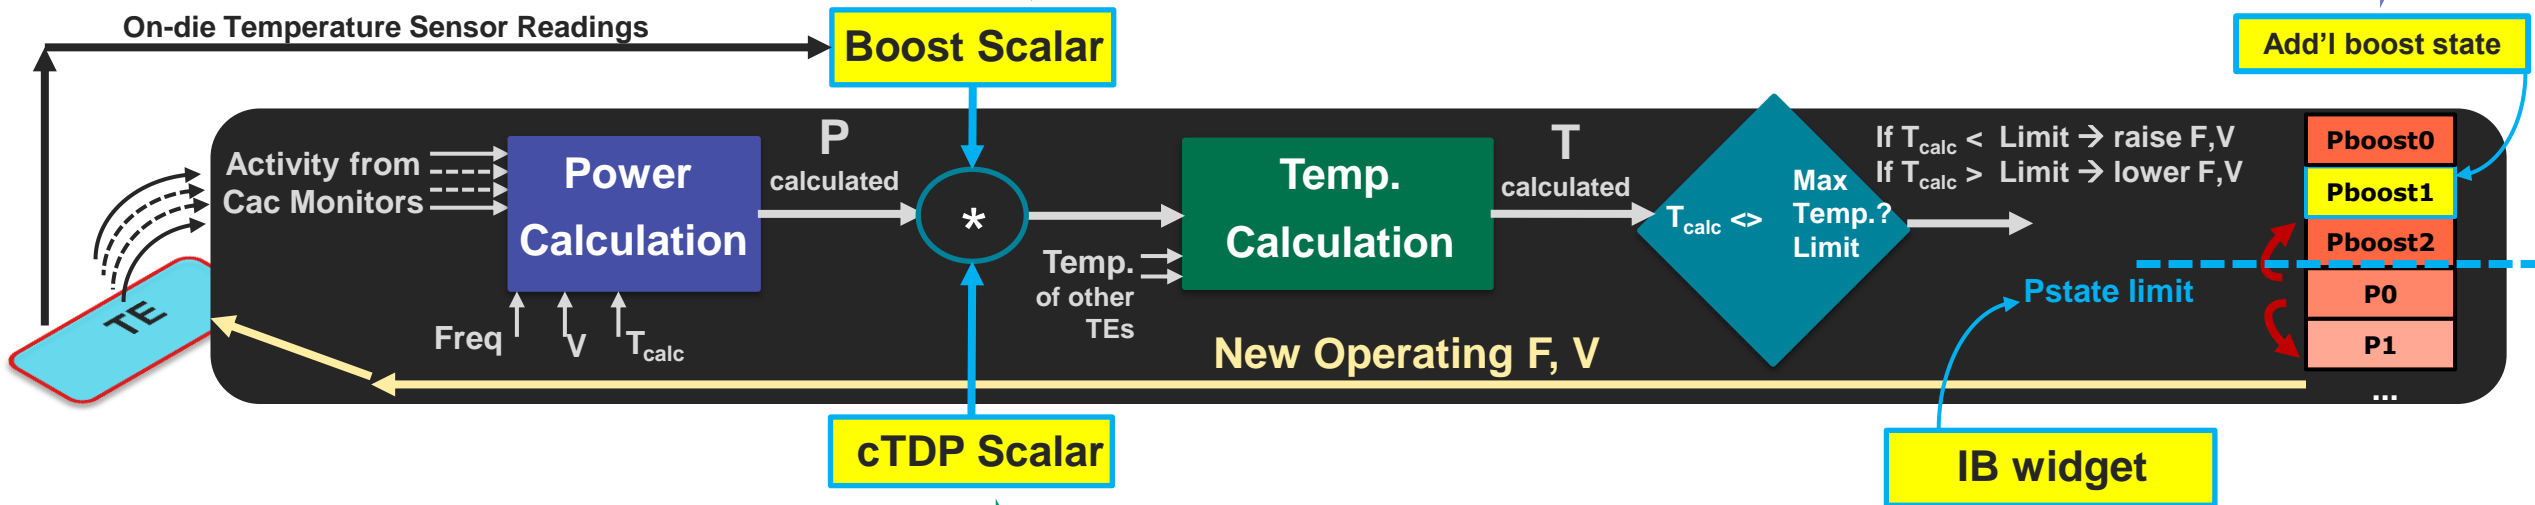 On-die Temperature Sensor Readings
Boost Scalar
Add'l boost state
Activity from
Cac Monitors
Power
Calculation
P
calculated
*
Temp.
Calculation
T
calculated
Temp.
of other
TEs
Tcalc <>
Max
Temp.?
Limit
If Tcalc < Limit → raise F,V
If Tcalc > Limit → lower F,V
Pboost0
Pboost1
Pboost2
P0
P1
...
Pstate limit
TE
Freq
V
Tcalc
New Operating F, V
cTDP Scalar
IB widget